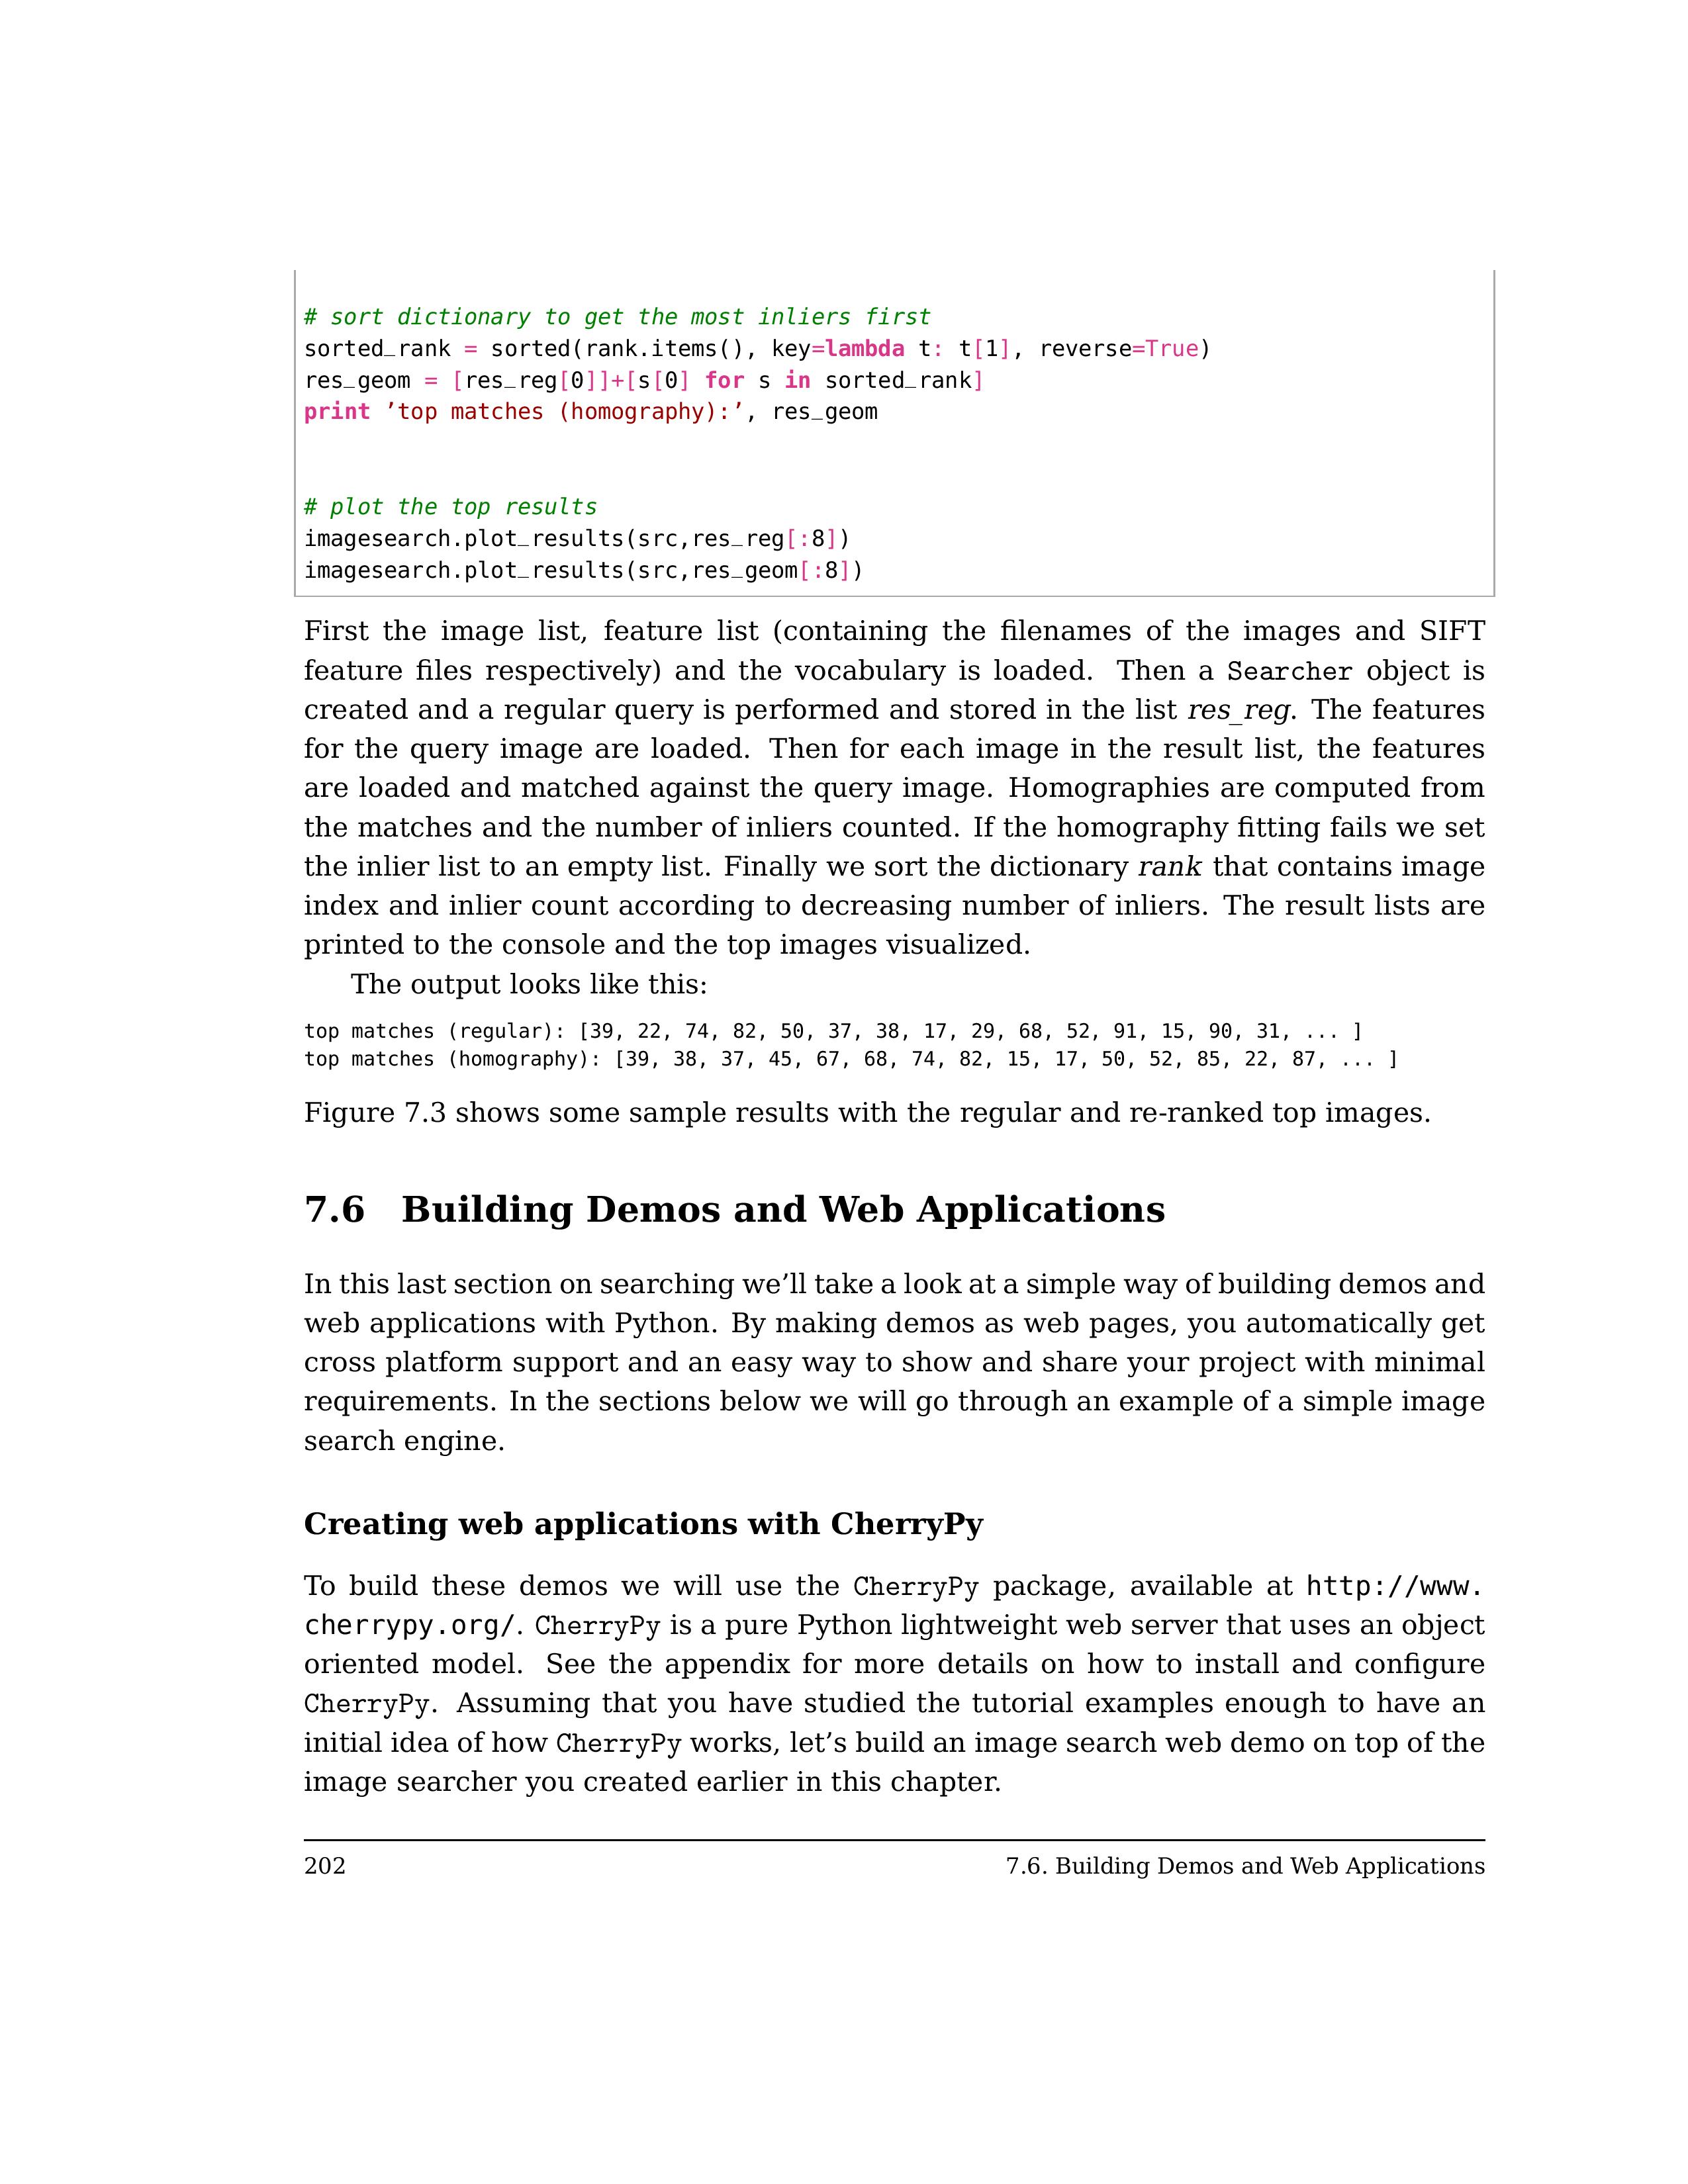 # sort dictionary to get the most inliers first
sorted_rank = sorted(rank.items(), key=lambda t: t[1], reverse=True)
res_geom = [res_reg[0]]+[s[0] for s in sorted_rank]
print ’top matches (homography):’, res_geom
# plot the top results
imagesearch.plot_results(src,res_reg[:8])
imagesearch.plot_results(src,res_geom[:8])
First the image list, feature list (containing the filenames of the images and SIFT
feature files respectively) and the vocabulary is loaded. Then a Searcher object is
created and a regular query is performed and stored in the list res_reg. The features
for the query image are loaded. Then for each image in the result list, the features
are loaded and matched against the query image. Homographies are computed from
the matches and the number of inliers counted. If the homography fitting fails we set
the inlier list to an empty list. Finally we sort the dictionary rank that contains image
index and inlier count according to decreasing number of inliers. The result lists are
printed to the console and the top images visualized.
The output looks like this:
top matches (regular): [39, 22, 74, 82, 50, 37, 38, 17, 29, 68, 52, 91, 15, 90, 31, ... ]
top matches (homography): [39, 38, 37, 45, 67, 68, 74, 82, 15, 17, 50, 52, 85, 22, 87, ... ]
Figure 7.3 shows some sample results with the regular and re-ranked top images.
7.6 Building Demos and Web Applications
In this last section on searching we’ll take a look at a simple way of building demos and
web applications with Python. By making demos as web pages, you automatically get
cross platform support and an easy way to show and share your project with minimal
requirements. In the sections below we will go through an example of a simple image
search engine.
Creating web applications with CherryPy
To build these demos we will use the CherryPy package, available at http://www.
cherrypy.org/. CherryPy is a pure Python lightweight web server that uses an object
oriented model. See the appendix for more details on how to install and configure
CherryPy. Assuming that you have studied the tutorial examples enough to have an
initial idea of how CherryPy works, let’s build an image search web demo on top of the
image searcher you created earlier in this chapter.
202 7.6. Building Demos and Web Applications